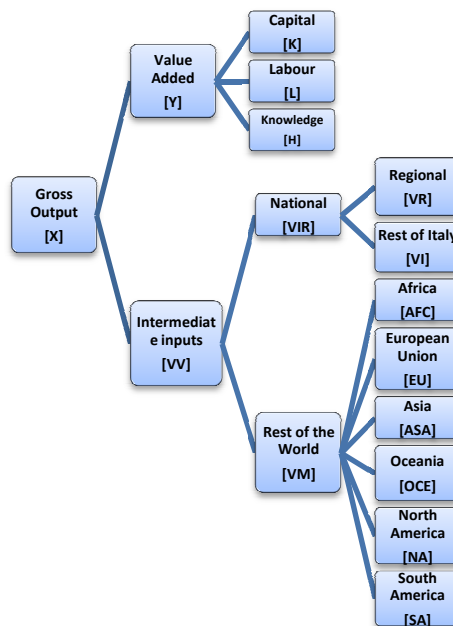 Gross
Output
[X]
Value
Added
[Y]
Capital
[K]
Labour
[L]
Knowledge
[H]
Intermediat
e inputs
[VV]
National
[VIR]
Regional
[VR]
Rest of Italy
[VI]
Rest of the
World
[VM]
Africa
[AFC]
European
Union
[EU]
Asia
[ASA]
Oceania
[OCE]
North
America
[NA]
South
America
[SA]